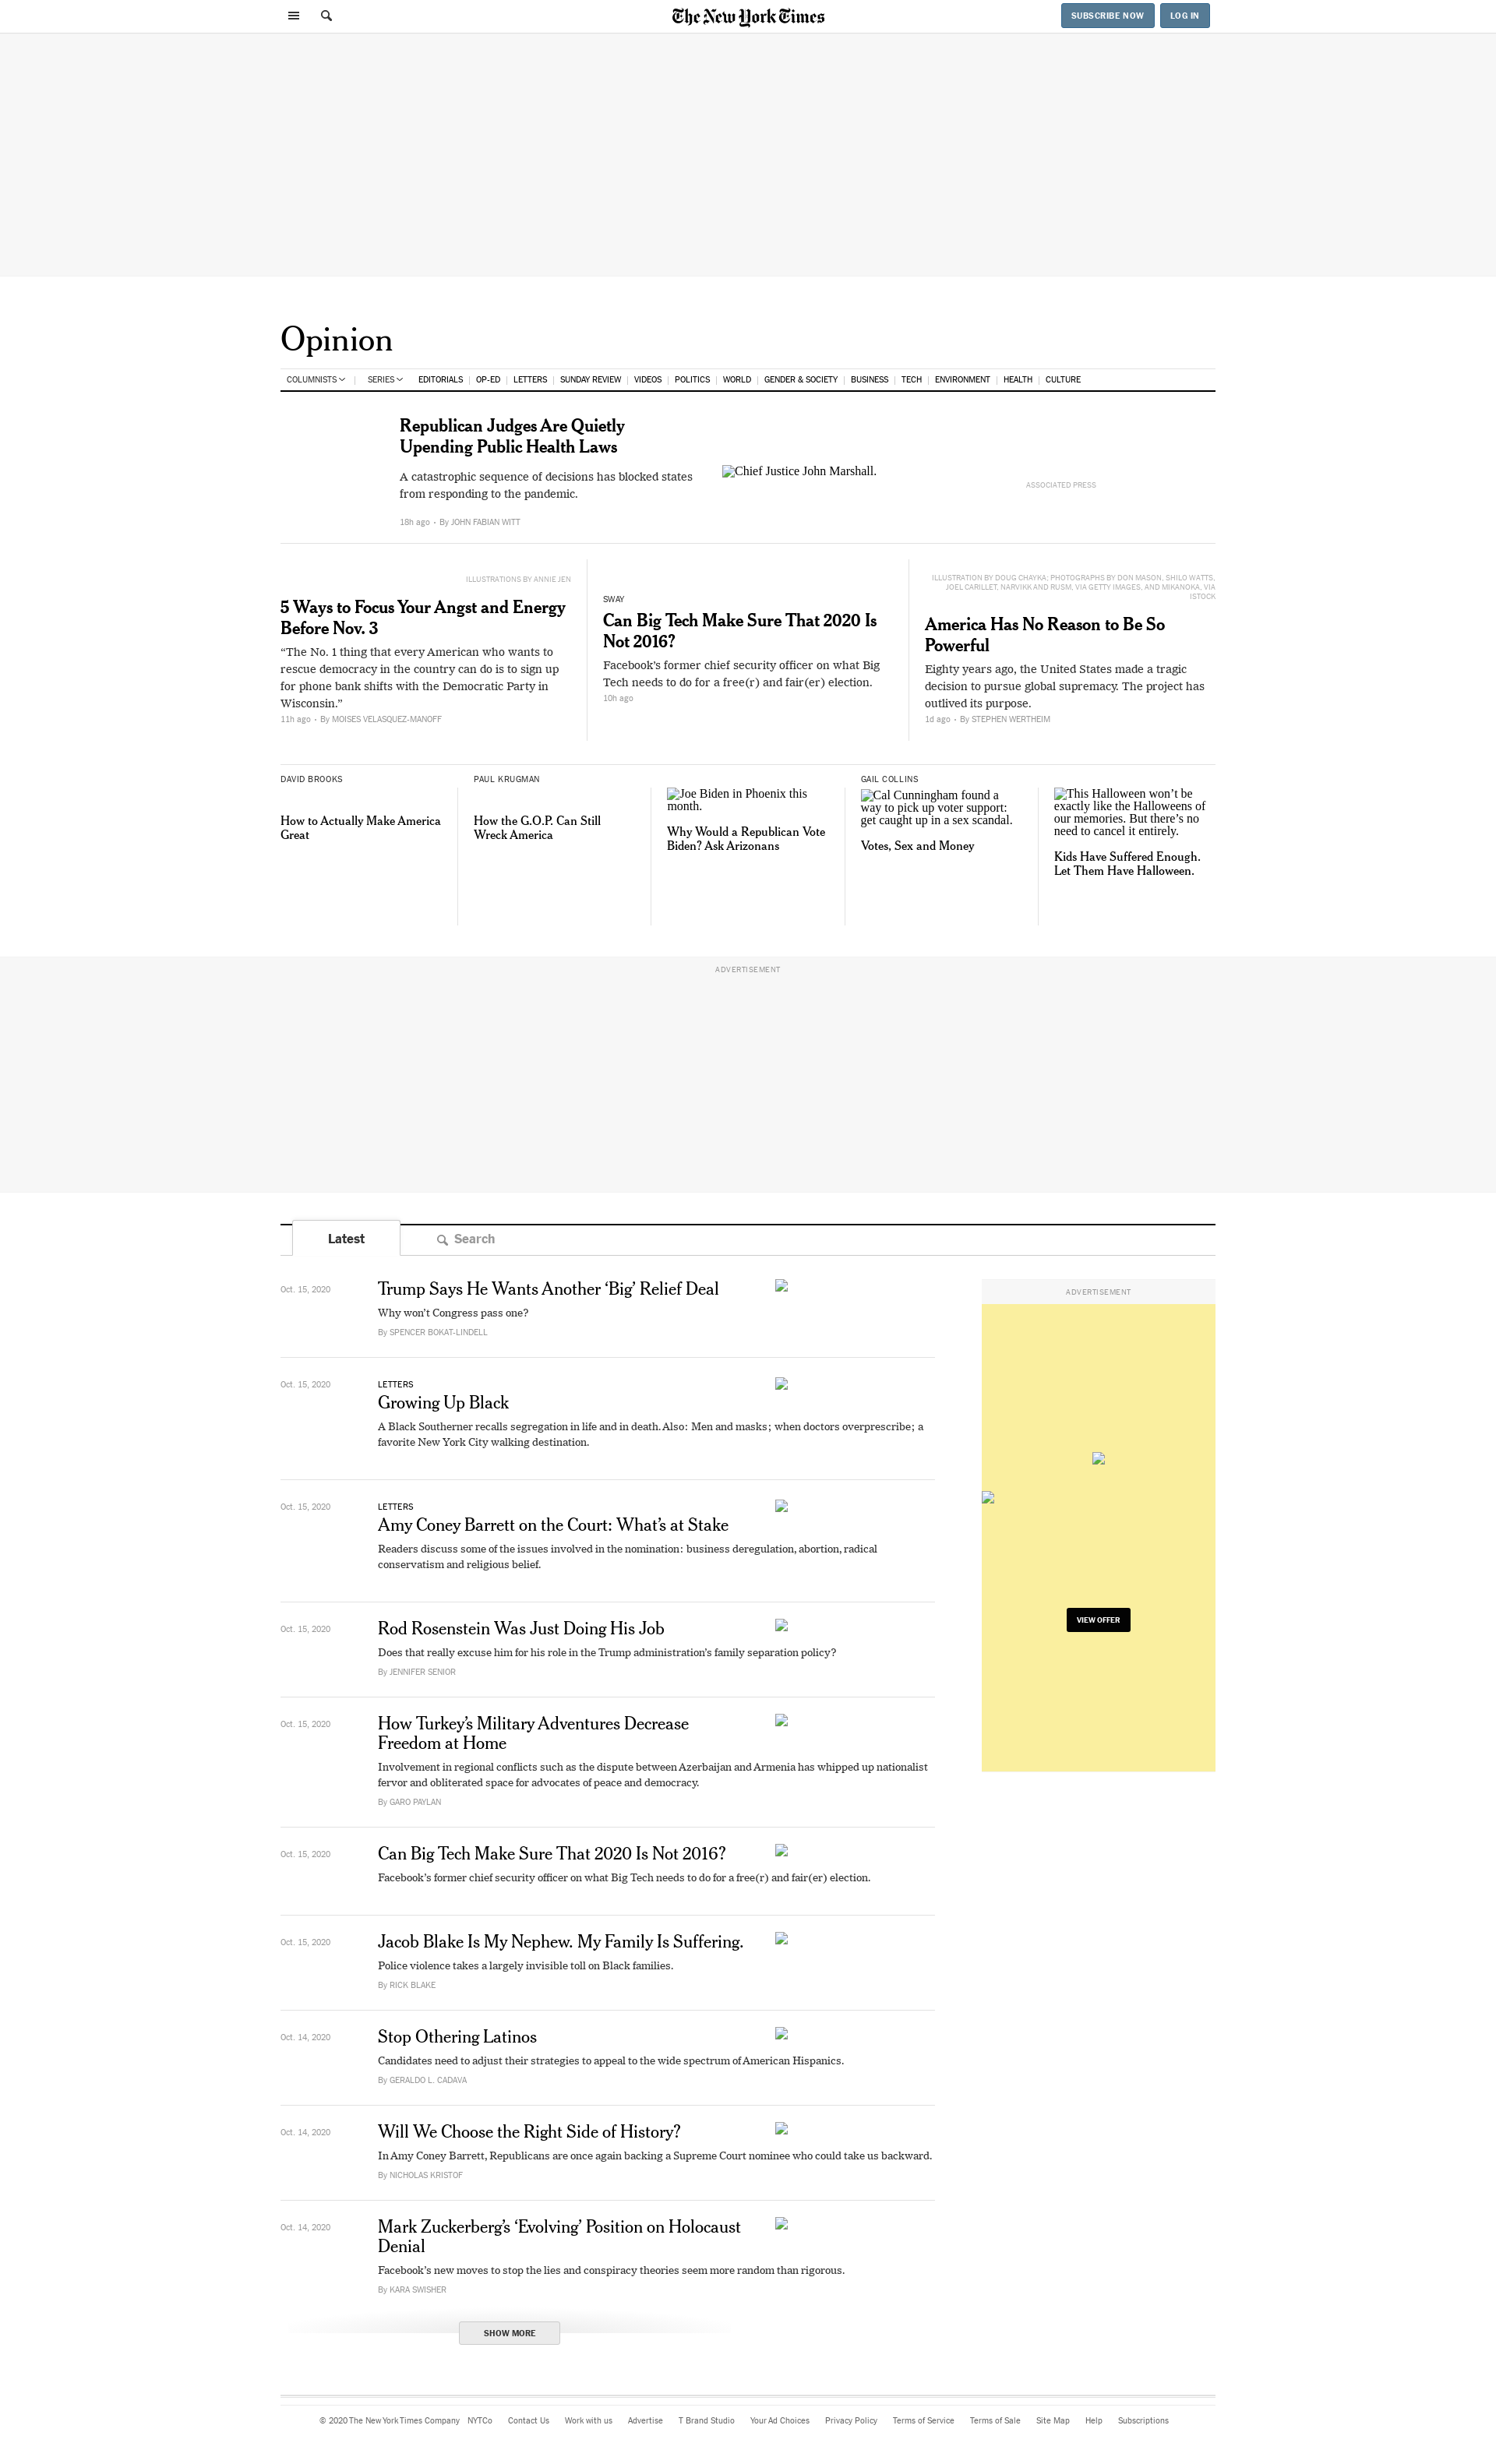 The New York Times
SUBSCRIBE NOW
LOG IN
Opinion
COLUMNISTS
SERIES
EDITORIALS
OP-ED
LETTERS
SUNDAY REVIEW
VIDEOS
POLITICS
WORLD
GENDER & SOCIETY
BUSINESS
TECH
ENVIRONMENT
HEALTH
CULTURE
Republican Judges Are Quietly
Upending Public Health Laws
A catastrophic sequence of decisions has blocked states
from responding to the pandemic.
18h ago • By JOHN FABIAN WITT
Chief Justice John Marshall.
ASSOCIATED PRESS
ILLUSTRATIONS BY ANNIE JEN
5 Ways to Focus Your Angst and Energy
Before Nov. 3
“The No. 1 thing that every American who wants to
rescue democracy in the country can do is to sign up
for phone bank shifts with the Democratic Party in
Wisconsin.”
11h ago • By MOISES VELASQUEZ-MANOFF
SWAY
Can Big Tech Make Sure That 2020 Is
Not 2016?
Facebook’s former chief security officer on what Big
Tech needs to do for a free(r) and fair(er) election.
10h ago
ILLUSTRATION BY DOUG CHAYKA; PHOTOGRAPHS BY DON MASON, SHILO WATTS,
JOEL CARILLET, NARVIKK AND RUSM, VIA GETTY IMAGES; AND MIKANOKA, VIA
ISTOCK
America Has No Reason to Be So
Powerful
Eighty years ago, the United States made a tragic
decision to pursue global supremacy. The project has
outlived its purpose.
1d ago • By STEPHEN WERTHEIM
DAVID BROOKS
How to Actually Make America
Great
PAUL KRUGMAN
How the G.O.P. Can Still
Wreck America
Joe Biden in Phoenix this
month.
Why Would a Republican Vote
Biden? Ask Arizonans
GAIL COLLINS
Cal Cunningham found a
way to pick up voter support:
get caught up in a sex scandal.
Votes, Sex and Money
This Halloween won’t be
exactly like the Halloweens of
our memories. But there’s no
need to cancel it entirely.
Kids Have Suffered Enough.
Let Them Have Halloween.
ADVERTISEMENT
Latest
Search
Oct. 15, 2020
Trump Says He Wants Another ‘Big’ Relief Deal
Why won’t Congress pass one?
By SPENCER BOKAT-LINDELL
Oct. 15, 2020
LETTERS
Growing Up Black
A Black Southerner recalls segregation in life and in death. Also: Men and masks; when doctors overprescribe; a
favorite New York City walking destination.
Oct. 15, 2020
LETTERS
Amy Coney Barrett on the Court: What’s at Stake
Readers discuss some of the issues involved in the nomination: business deregulation, abortion, radical
conservatism and religious belief.
Oct. 15, 2020
Rod Rosenstein Was Just Doing His Job
Does that really excuse him for his role in the Trump administration’s family separation policy?
By JENNIFER SENIOR
Oct. 15, 2020
How Turkey’s Military Adventures Decrease
Freedom at Home
Involvement in regional conflicts such as the dispute between Azerbaijan and Armenia has whipped up nationalist
fervor and obliterated space for advocates of peace and democracy.
By GARO PAYLAN
Oct. 15, 2020
Can Big Tech Make Sure That 2020 Is Not 2016?
Facebook’s former chief security officer on what Big Tech needs to do for a free(r) and fair(er) election.
Oct. 15, 2020
Jacob Blake Is My Nephew. My Family Is Suffering.
Police violence takes a largely invisible toll on Black families.
By RICK BLAKE
Oct. 14, 2020
Stop Othering Latinos
Candidates need to adjust their strategies to appeal to the wide spectrum of American Hispanics.
By GERALDO L. CADAVA
Oct. 14, 2020
Will We Choose the Right Side of History?
In Amy Coney Barrett, Republicans are once again backing a Supreme Court nominee who could take us backward.
By NICHOLAS KRISTOF
Oct. 14, 2020
Mark Zuckerberg’s ‘Evolving’ Position on Holocaust
Denial
Facebook’s new moves to stop the lies and conspiracy theories seem more random than rigorous.
By KARA SWISHER
SHOW MORE
ADVERTISEMENT
VIEW OFFER
© 2020 The New York Times Company
NYTCo
Contact Us
Work with us
Advertise
T Brand Studio
Your Ad Choices
Privacy Policy
Terms of Service
Terms of Sale
Site Map
Help
Subscriptions